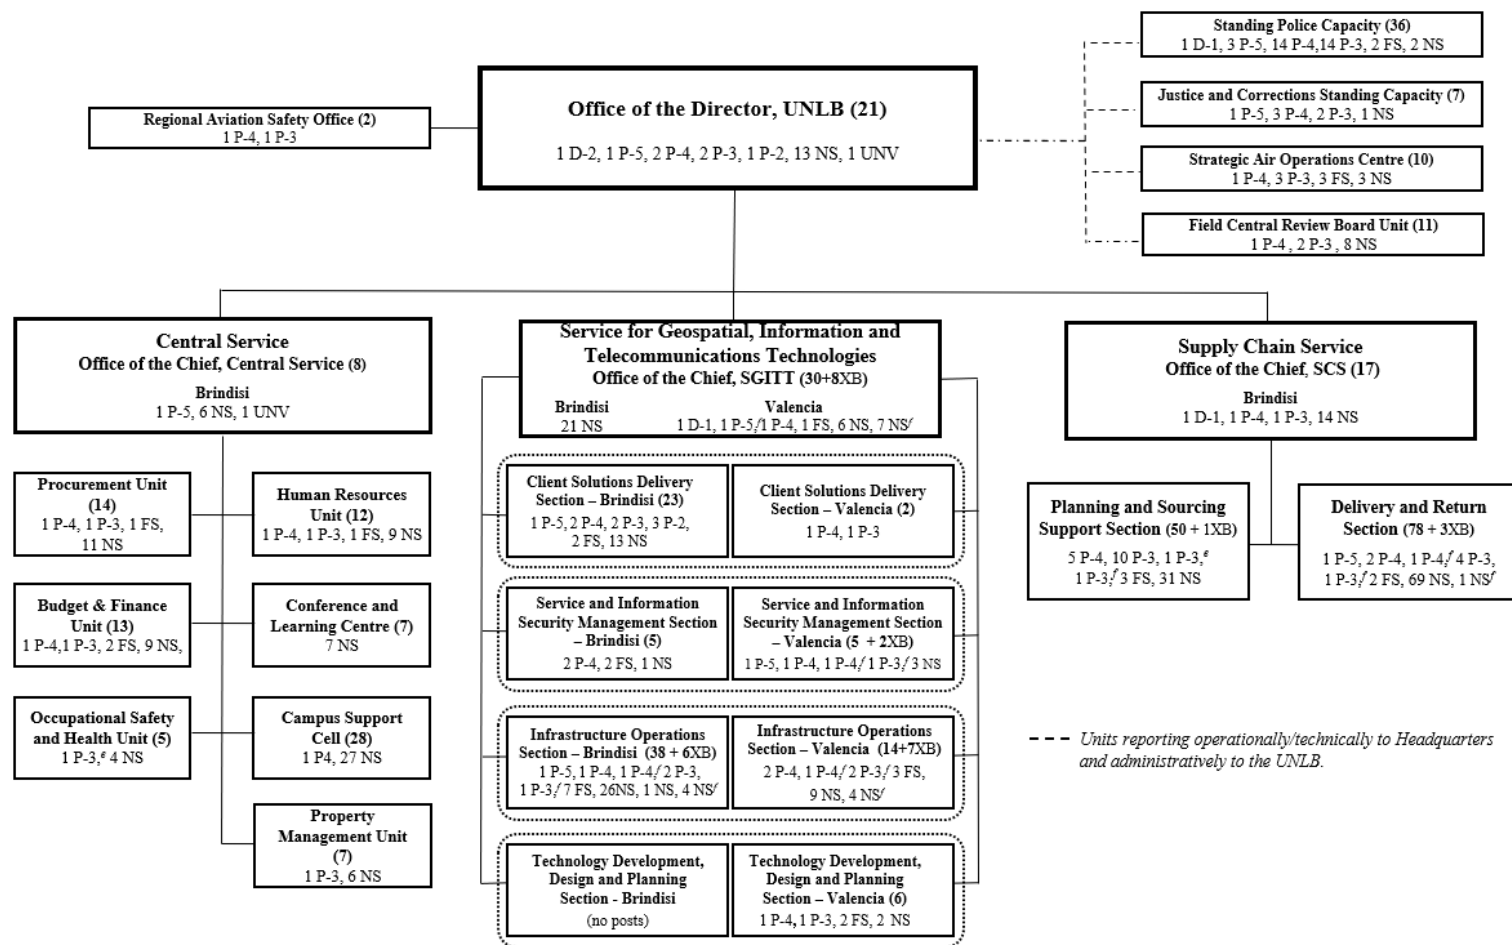 Standing Police Capacity (36)
1 D-1, 3 P-5, 14 P-4,14 P-3, 2 FS, 2 NS
Office of the Director, UNLB (21)
1 D-2, 1 P-5, 2 P-4, 2 P-3, 1 P-2, 13 NS, 1 UNV
Regional Aviation Safety Office (2)
1 P-4, 1 P-3
Justice and Corrections Standing Capacity (7)
1 P-5, 3 P-4, 2 P-3, 1 NS
Strategic Air Operations Centre (10)
1 P-4, 3 P-3, 3 FS, 3 NS
Field Central Review Board Unit (11)
1 P-4 , 2 P-3 , 8 NS
Central Service
Office of the Chief, Central Service (8)
Brindisi
1 P-5, 6 NS, 1 UNV
Service for Geospatial, Information and
Telecommunications Technologies
Office of the Chief, SGITT (30+8XB)
Brindisi
21 NS
Valencia
1 D-1, 1 P-5,f 1 P-4, 1 FS, 6 NS, 7 NSf
Supply Chain Service
Office of the Chief, SCS (17)
Brindisi
1 D-1, 1 P-4, 1 P-3, 14 NS
Procurement Unit
(14)
1 P-4, 1 P-3, 1 FS,
11 NS
Human Resources
Unit (12)
1 P-4, 1 P-3, 1 FS, 9 NS
Budget & Finance
Unit (13)
1 P-4,1 P-3, 2 FS, 9 NS,
Conference and
Learning Centre (7)
7 NS
Occupational Safety
and Health Unit (5)
1 P-3,e 4 NS
Campus Support
Cell (28)
1 P4, 27 NS
Property
Management Unit
(7)
1 P-3, 6 NS
Client Solutions Delivery
Section – Brindisi (23)
1 P-5, 2 P-4, 2 P-3, 3 P-2,
2 FS, 13 NS
Client Solutions Delivery
Section – Valencia (2)
1 P-4, 1 P-3
Service and Information
Security Management Section
– Brindisi (5)
2 P-4, 2 FS, 1 NS
Service and Information
Security Management Section
– Valencia (5 + 2XB)
1 P-5, 1 P-4, 1 P-4,f 1 P-3,f 3 NS
Infrastructure Operations
Section – Brindisi (38 + 6XB)
1 P-5, 1 P-4, 1 P-4,f 2 P-3,
1 P-3,f 7 FS, 26NS, 1 NS, 4 NSf
Infrastructure Operations
Section – Valencia (14+7XB)
2 P-4, 1 P-4,f 2 P-3,f 3 FS,
9 NS, 4 NSf
Technology Development,
Design and Planning
Section - Brindisi
(no posts)
Technology Development,
Design and Planning
Section – Valencia (6)
1 P-4, 1 P-3, 2 FS, 2 NS
Planning and Sourcing
Support Section (50 + 1XB)
5 P-4, 10 P-3, 1 P-3,e
1 P-3,f 3 FS, 31 NS
Delivery and Return
Section (78 + 3XB)
1 P-5, 2 P-4, 1 P-4,f 4 P-3,
1 P-3,f 2 FS, 69 NS, 1 NSf
Units reporting operationally/technically to Headquarters
and administratively to the UNLB.